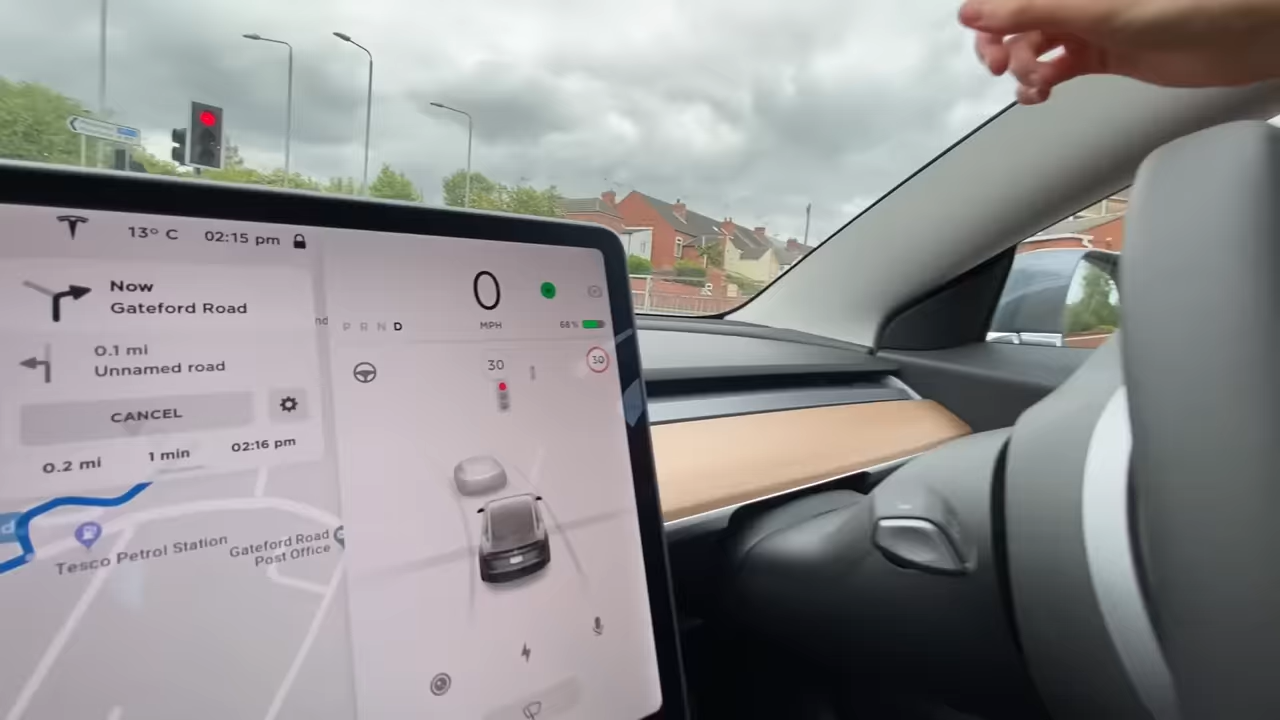 13° C 02:15 pm
Now
Gateford Road
0.1 mi
Unnamed road
CANCEL
0.2 mi 1 min 02:16 pm
nd
P R N D
0
MPH
68%
30
30
d
Tesco Petrol Station
Gateford Road
Post Office